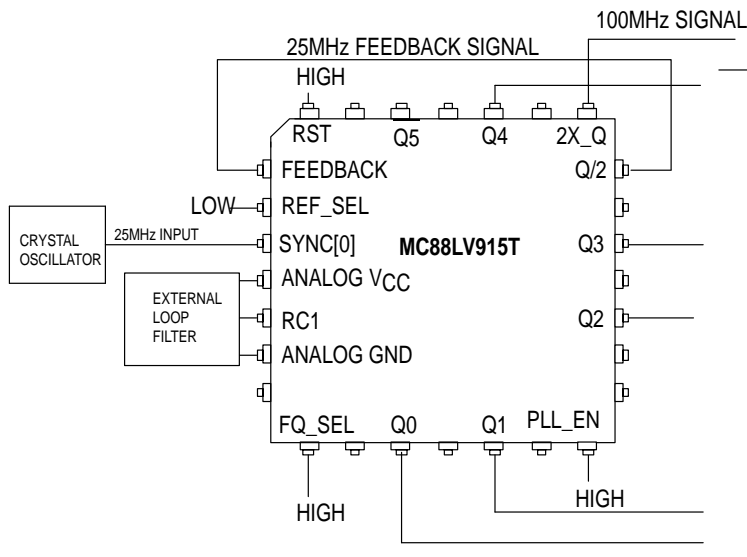 100MHz SIGNAL
25MHz FEEDBACK SIGNAL
HIGH
RST
Q5
Q4
2X_Q
FEEDBACK
Q/2
LOW
REF_SEL
CRYSTAL
OSCILLATOR
25MHz INPUT
SYNC[0]
MC88LV915T
Q3
ANALOG VCC
EXTERNAL
LOOP
FILTER
RC1
Q2
ANALOG GND
FQ_SEL
Q0
Q1
PLL_EN
HIGH
HIGH